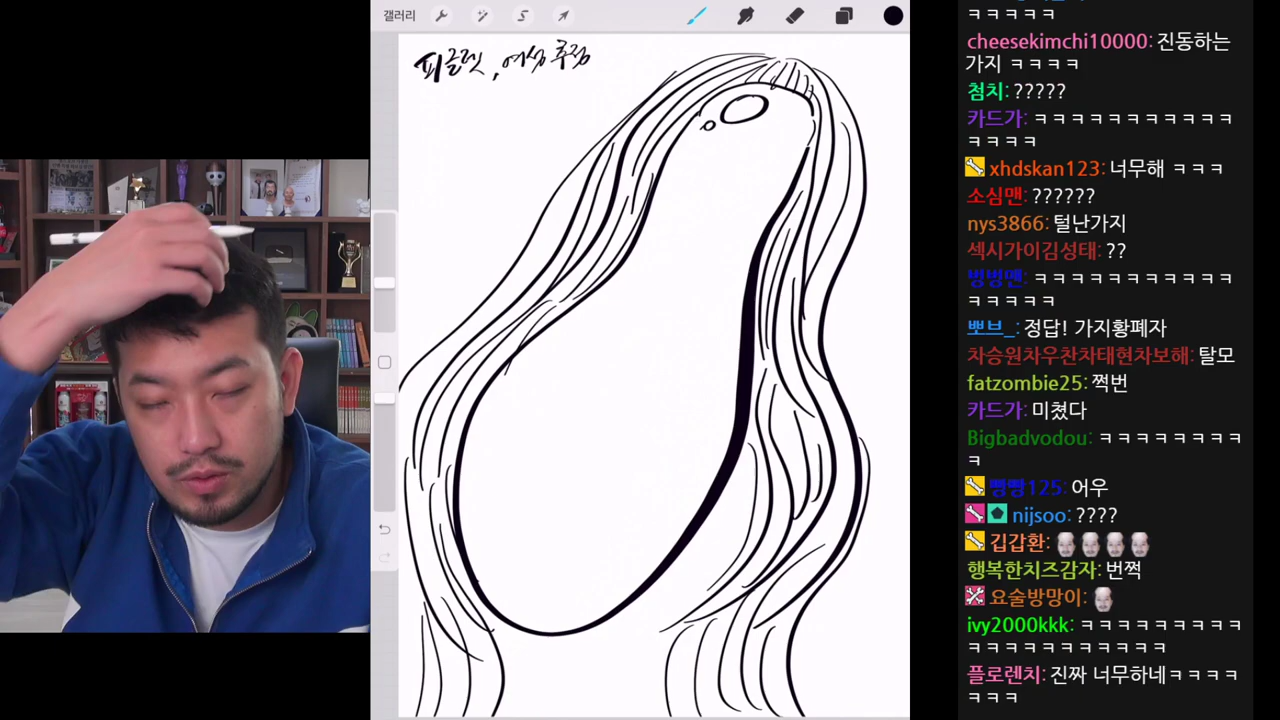 갤러리
피글렛, 여성 추정
ㅋㅋㅋㅋㅋ
cheesekimchi10000: 진동하는
가지 ㅋㅋㅋㅋ
첨치: ?????
카드가: ㅋㅋㅋㅋㅋㅋㅋㅋㅋㅋㅋ
ㅋㅋㅋㅋ
xhdskan123: 너무해 ㅋㅋㅋ
소심맨: ??????
nys3866: 털난가지
섹시가이김성태: ??
벙벙맨: ㅋㅋㅋㅋㅋㅋㅋㅋㅋㅋㅋ
ㅋㅋㅋㅋㅋ
뽀브_: 정답! 가지황폐자
차승원차우찬차태현차보해: 탈모
fatzombie25: 쩍번
카드가: 미쳤다
Bigbadvodou: ㅋㅋㅋㅋㅋㅋㅋㅋ
ㅋ
빵빵125: 어우
nijsoo: ????
깁갑환:
행복한치즈감자: 번쩍
요술방망이:
ivy2000kkk: ㅋㅋㅋㅋㅋㅋㅋㅋㅋ
ㅋㅋㅋㅋㅋㅋㅋㅋㅋㅋㅋ
플로렌치: 진짜 너무하네ㅋㅋㅋㅋ
ㅋㅋㅋ